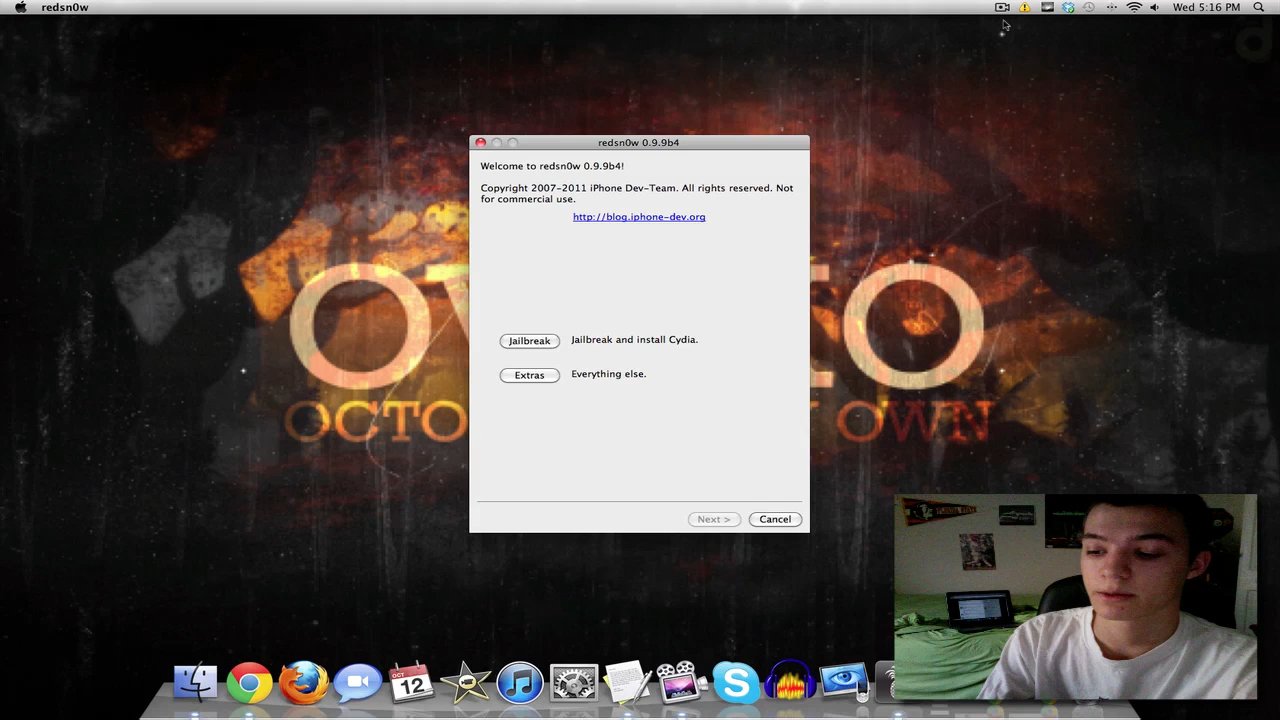 redsn0w
Wed 5:16 PM
redsn0w 0.9.9b4
Welcome to redsn0w 0.9.9b4!
Copyright 2007-2011 iPhone Dev-Team. All rights reserved. Not
for commercial use.
http://blog.iphone-dev.org
Jailbreak Jailbreak and install Cydia.
Extras Everything else.
OCTO OWN
Next > Cancel
OCT
12